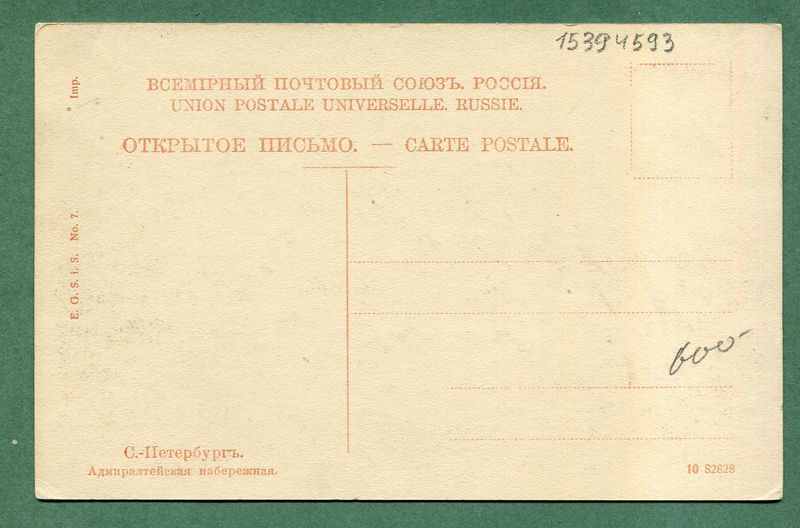 15394593
Imp.
ВСЕМІРНЫЙ ПОЧТОВЫЙ СОЮЗЪ. РОССІЯ.
UNION POSTALE UNIVERSELLE. RUSSIE.
ОТКРЫТОЕ ПИСЬМО. — CARTE POSTALE.
E. G. S. i. S. No. 7.
600-
С.-Петербургъ.
Адмиралтейская набережная.
10 82828